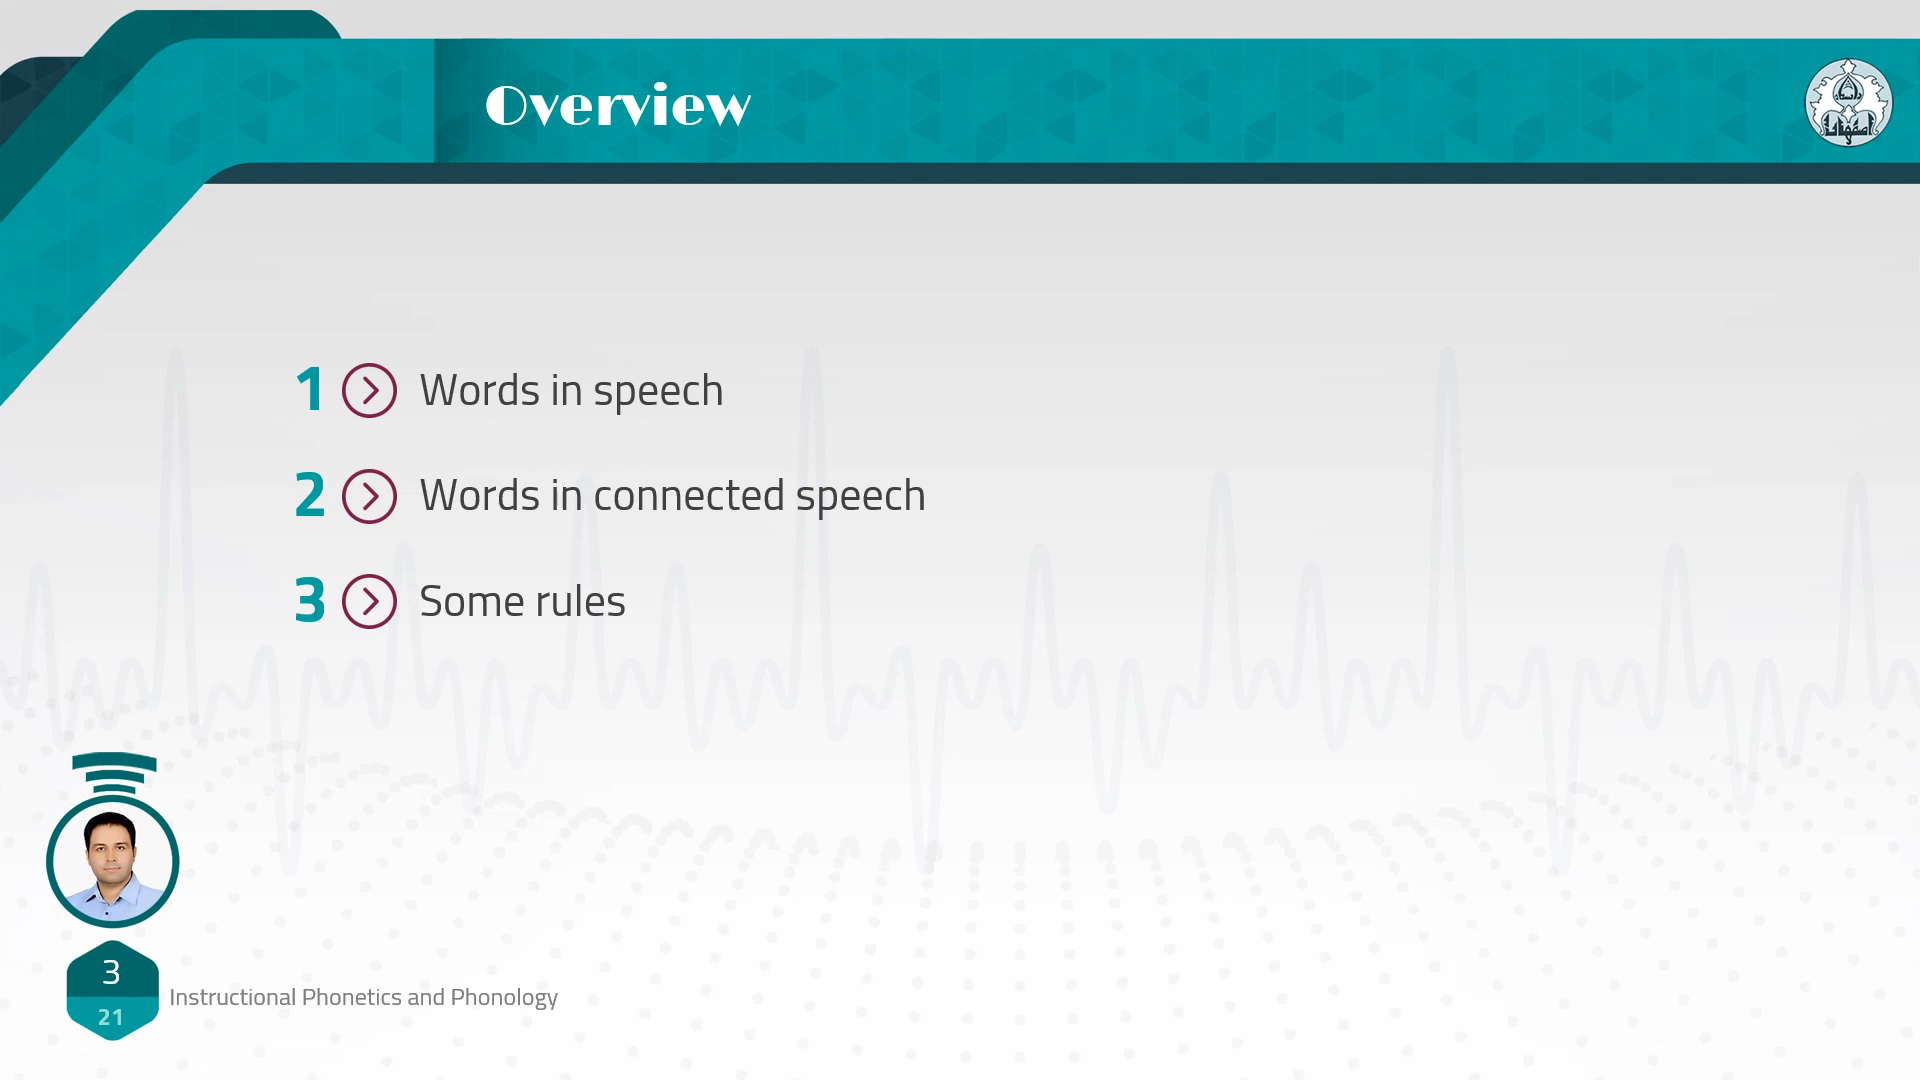 Overview
1 Words in speech
2 Words in connected speech
3 Some rules
3
21
Instructional Phonetics and Phonology